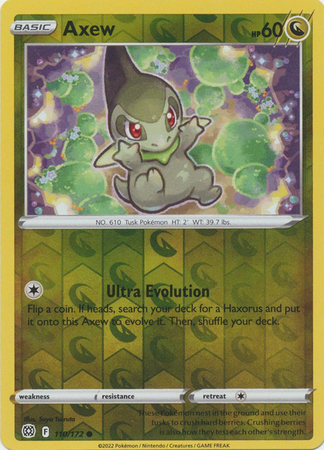 BASIC
Axew
HP60
NO. 610 Tusk Pokémon HT: 2' WT: 39.7 lbs.
Ultra Evolution
Flip a coin. If heads, search your deck for a Haxorus and put
it onto this Axew to evolve it. Then, shuffle your deck.
weakness
resistance
retreat
Illus.
F
/172
These Pokémon nest in the ground and use their
tusks to crush hard berries. Crushing berries
is also how they test each other's strength.
©2022 Pokémon / Nintendo / Creatures / GAME FREAK